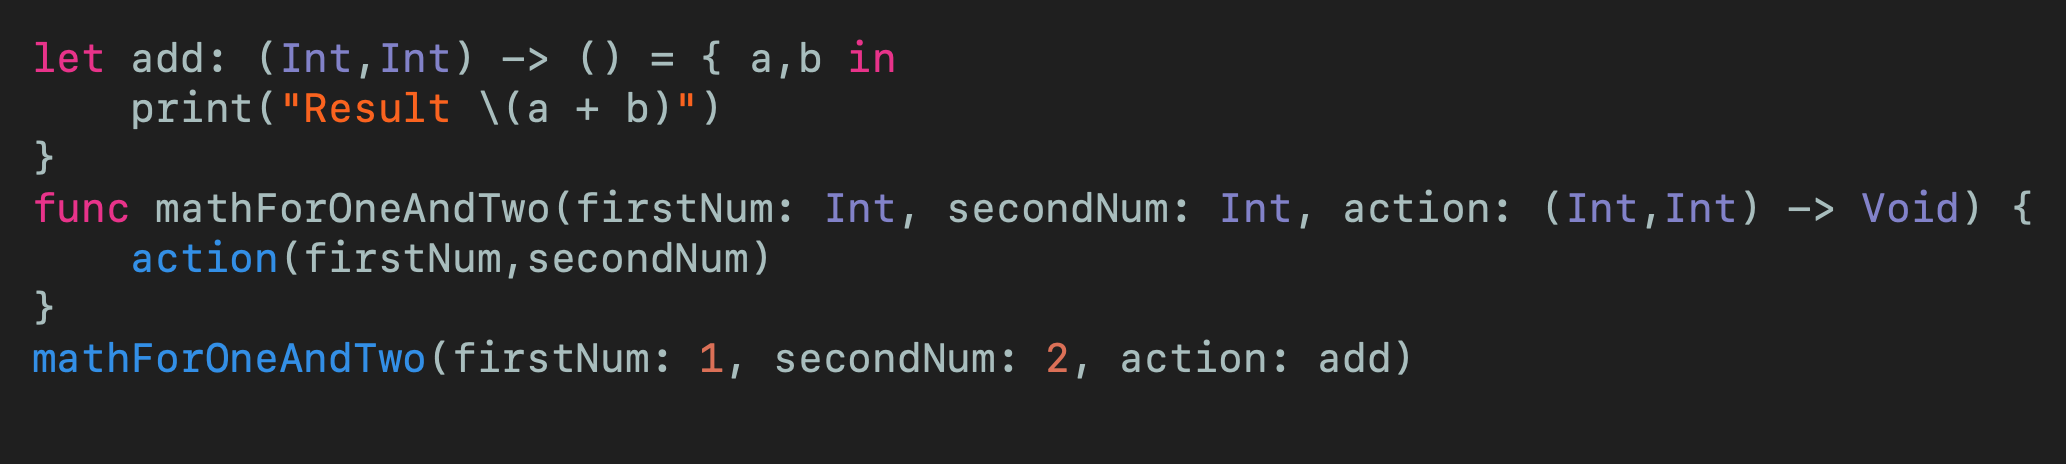 let add: (Int,Int) -> () = { a,b in
    print("Result \(a + b)")
}
func mathForOneAndTwo(firstNum: Int, secondNum: Int, action: (Int,Int) -> Void) {
    action(firstNum,secondNum)
}
mathForOneAndTwo(firstNum: 1, secondNum: 2, action: add)